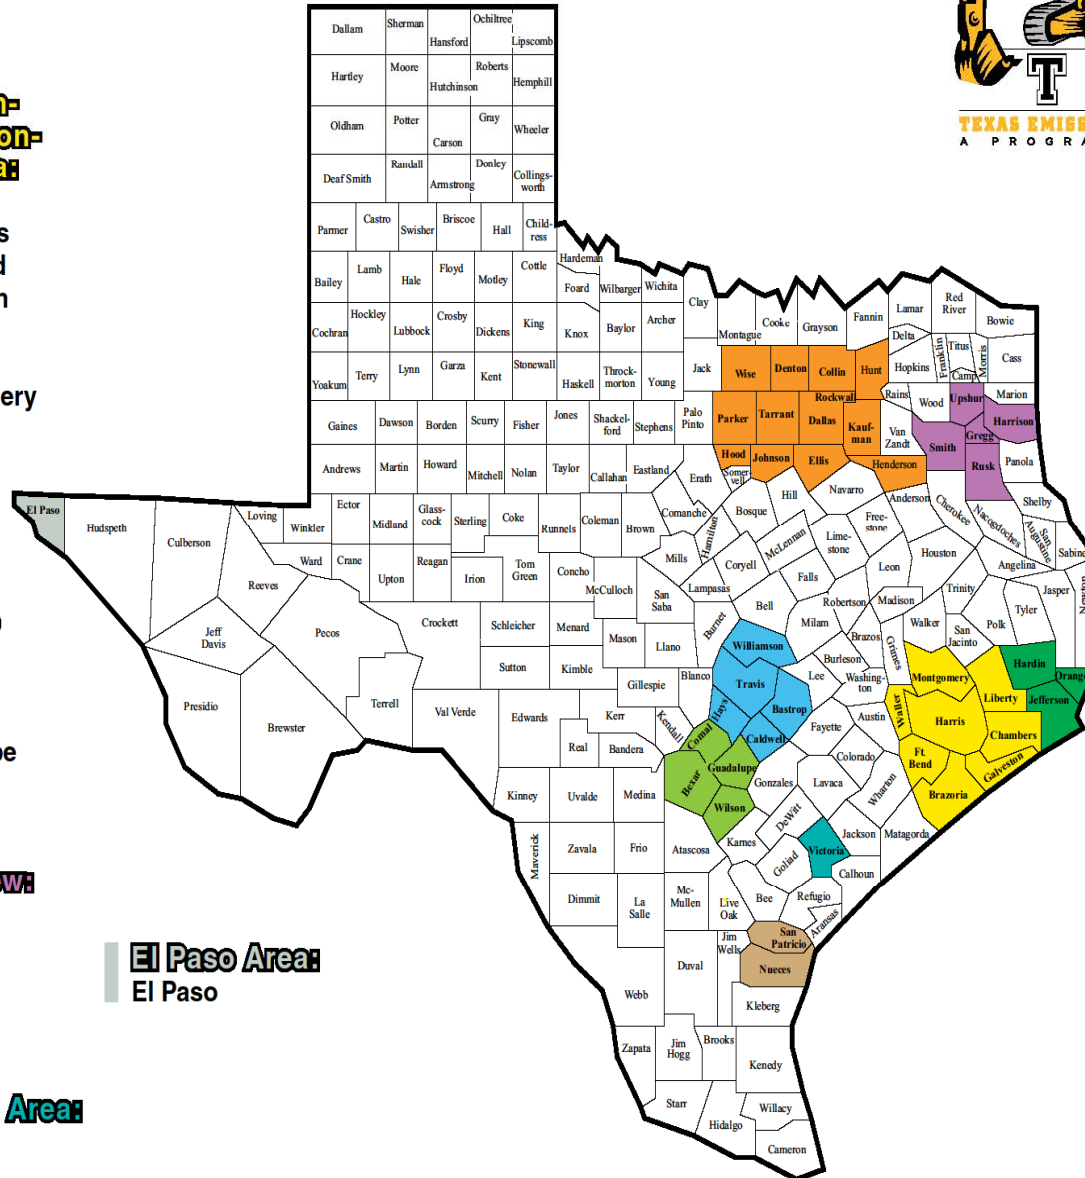 n-
on-
a:
s
d
n
ery
pe
w:
Area:
El Paso Area:
El Paso
T
TEXAS EMISS
A PROGRA
Dallam
Sherman
Hansford
Ochiltree
Lipscomb
Hartley
Moore
Hutchinson
Roberts
Hemphill
Oldham
Potter
Carson
Gray
Wheeler
Deaf Smith
Randall
Armstrong
Donley
Collings-
worth
Parmer
Castro
Swisher
Briscoe
Hall
Child-
ress
Bailey
Lamb
Hale
Floyd
Motley
Cottle
Hardeman
Foard
Wilbarger
Wichita
Clay
Cochran
Hockley
Lubbock
Crosby
Dickens
King
Knox
Baylor
Archer
Montague
Cooke
Grayson
Fannin
Lamar
Red
River
Bowie
Delta
Yoakum
Terry
Lynn
Garza
Kent
Stonewall
Haskell
Throck-
morton
Young
Jack
Wise
Denton
Collin
Hunt
Hopkins
Franklin
Titus
Camp
Morris
Cass
Gaines
Dawson
Borden
Scurry
Fisher
Jones
Shackel-
ford
Stephens
Palo
Pinto
Parker
Tarrant
Rockwall
Dallas
Kauf-
man
Rains
Wood
Upshur
Marion
Harrison
Van
Zandt
Smith
Gregg
Rusk
Panola
Andrews
Martin
Howard
Mitchell
Nolan
Taylor
Callahan
Eastland
Erath
Hood
Somer-
vell
Johnson
Ellis
Henderson
Navarro
Anderson
Cherokee
Nacogdoches
Shelby
San
Augustine
Sabine
El Paso
Hudspeth
Culberson
Loving
Winkler
Ector
Midland
Glass-
cock
Sterling
Coke
Runnels
Coleman
Brown
Comanche
Hamilton
Bosque
Hill
McLennan
Lime-
stone
Free-
stone
Leon
Houston
Angelina
Reeves
Ward
Crane
Upton
Reagan
Irion
Tom
Green
Concho
McCulloch
San
Saba
Mills
Lampasas
Coryell
Bell
Falls
Robertson
Madison
Trinity
Polk
Tyler
Jasper
Newton
Jeff
Davis
Pecos
Crockett
Schleicher
Menard
Mason
Llano
Burnet
Williamson
Milam
Brazos
Grimes
Walker
San
Jacinto
Hardin
Orange
Presidio
Brewster
Terrell
Val Verde
Sutton
Kimble
Gillespie
Blanco
Travis
Hays
Bastrop
Lee
Burleson
Washing-
ton
Montgomery
Liberty
Jefferson
Edwards
Kerr
Kendall
Comal
Caldwell
Fayette
Austin
Waller
Harris
Chambers
Real
Bandera
Bexar
Guadalupe
Gonzales
Colorado
Ft.
Bend
Galveston
Brazoria
Kinney
Uvalde
Medina
Wilson
Lavaca
Wharton
Maverick
Zavala
Frio
Atascosa
Karnes
DeWitt
Jackson
Matagorda
Goliad
Victoria
Calhoun
Dimmit
La
Salle
Mc-
Mullen
Live
Oak
Bee
Refugio
Aransas
San
Patricio
Nueces
Jim
Wells
Duval
Webb
Kleberg
Zapata
Jim
Hogg
Brooks
Kenedy
Starr
Hidalgo
Willacy
Cameron